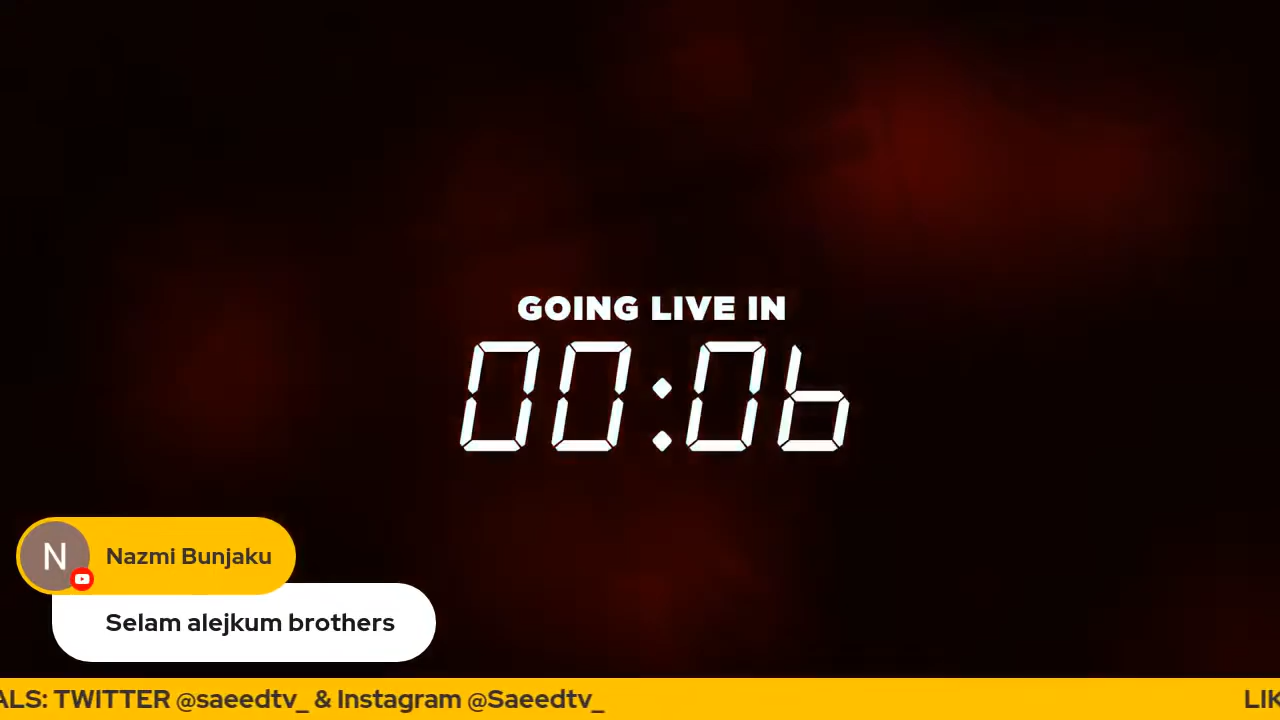 GOING LIVE IN
00:06
N
Nazmi Bunjaku
Selam alejkum brothers
ALS: TWITTER @saeedtv_ & Instagram @Saeedtv_ LIK